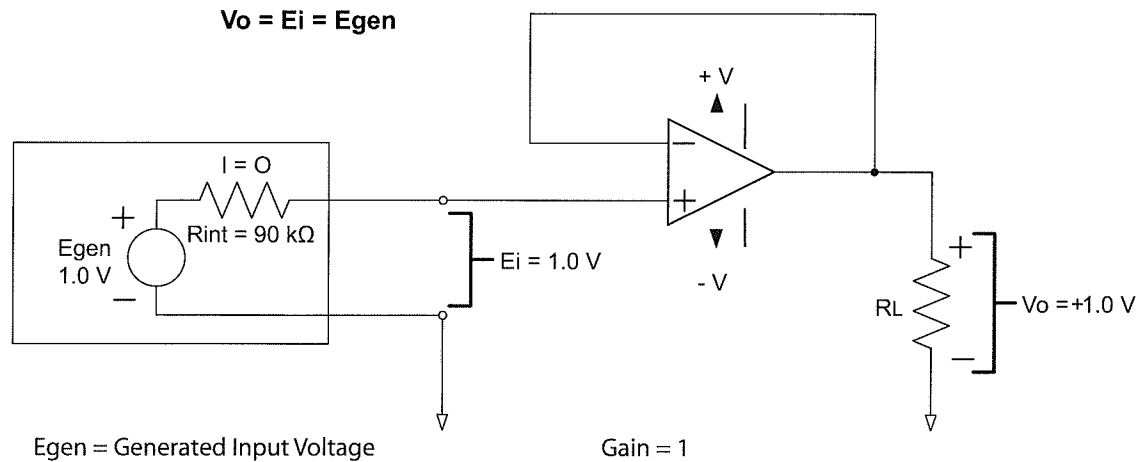 Vo = Ei = Egen
+ V
I = O
+
Rint = 90 kΩ
Egen
1.0 V
−
Ei = 1.0 V
−
+
- V
+
RL
Vo =+1.0 V
−
Egen = Generated Input Voltage
Gain = 1